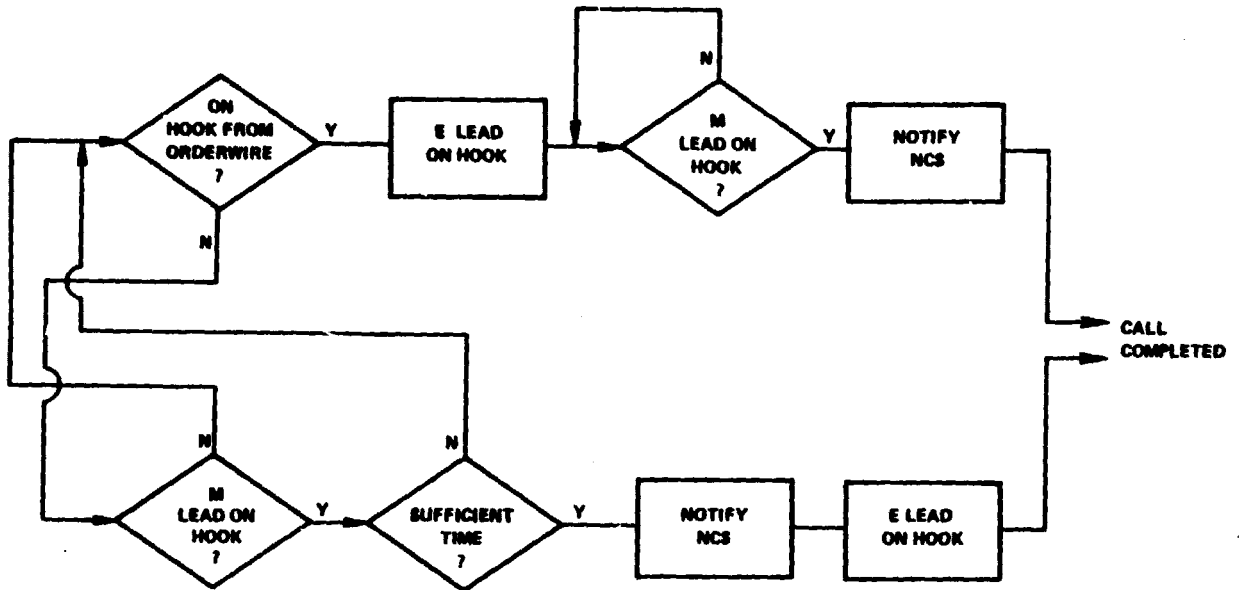 N
ON
HOOK FROM
ORDERWIRE
?
Y
E LEAD
ON HOOK
M
LEAD ON
HOOK
?
Y
NOTIFY
NCS
N
CALL
COMPLETED
N
N
M
LEAD ON
HOOK
?
Y
SUFFICIENT
TIME
?
Y
NOTIFY
NCS
E LEAD
ON HOOK